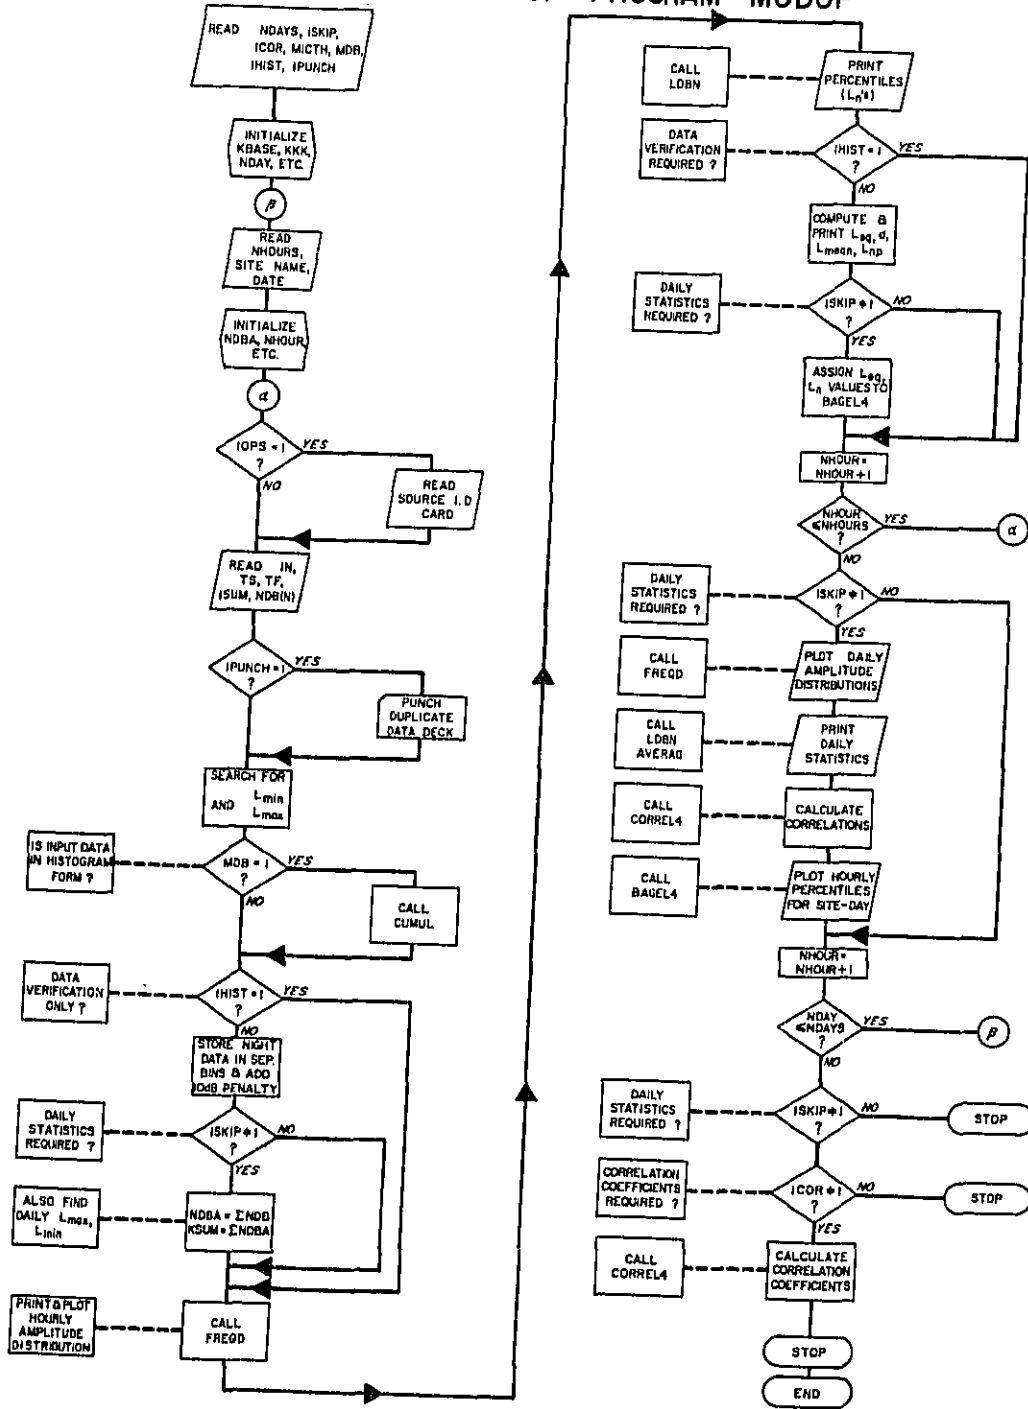 PROGRAM MODOP
READ NDAYS, ISKIP,
ICOR, MICTH, MDB,
IHIST, IPUNCH
INITIALIZE
KBASE, KKK,
NDAY, ETC.
β
READ
NHOURS,
SITE NAME,
DATE
INITIALIZE
NDBA, NHOUR,
ETC.
α
IOPS = 1
?
YES
NO
READ
SOURCE I.D
CARD
READ IN,
TS, TF,
ISUM, NDB(N)
IPUNCH = 1
?
YES
NO
PUNCH
DUPLICATE
DATA DECK
SEARCH FOR
Lmin
AND Lmax
IS INPUT DATA
IN HISTOGRAM
FORM ?
MDB = 1
?
YES
NO
CALL
CUMUL
DATA
VERIFICATION
ONLY ?
IHIST = 1
?
YES
NO
STORE NIGHT
DATA IN SEP.
BINS & ADD
10dB PENALTY
DAILY
STATISTICS
REQUIRED ?
ISKIP ≠ 1
?
NO
YES
ALSO FIND
DAILY Lmax,
Lmin
NDBA = ΣNDB
KSUM = ΣNDBA
PRINT & PLOT
HOURLY
AMPLITUDE
DISTRIBUTION
CALL
FREQD
CALL
LDBN
PRINT
PERCENTILES
(Ln's)
DATA
VERIFICATION
REQUIRED ?
IHIST = 1
?
YES
NO
COMPUTE &
PRINT Leq, σ,
Lmean, Lnp
DAILY
STATISTICS
REQUIRED ?
ISKIP ≠ 1
?
NO
YES
ASSIGN Leq,
Ln VALUES TO
BAGEL4
NHOUR =
NHOUR + 1
NHOUR
≤NHOURS
?
YES
α
NO
DAILY
STATISTICS
REQUIRED ?
ISKIP ≠ 1
?
NO
YES
CALL
FREQD
PLOT DAILY
AMPLITUDE
DISTRIBUTIONS
CALL
LDBN
AVERAG
PRINT
DAILY
STATISTICS
CALL
CORREL4
CALCULATE
CORRELATIONS
CALL
BAGEL4
PLOT HOURLY
PERCENTILES
FOR SITE-DAY
NHOUR =
NHOUR + 1
NDAY
≤NDAYS
?
YES
β
NO
DAILY
STATISTICS
REQUIRED ?
ISKIP ≠ 1
?
NO
STOP
CORRELATION
COEFFICIENTS
REQUIRED ?
ICOR ≠ 1
?
NO
STOP
YES
CALL
CORREL4
CALCULATE
CORRELATION
COEFFICIENTS
STOP
END